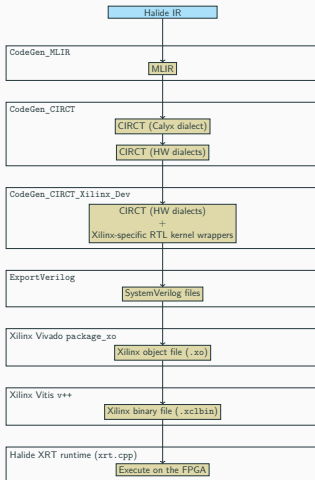 Halide IR
CodeGen_MLIR
MLIR
CodeGen_CIRCT
CIRCT (Calyx dialect)
CIRCT (HW dialects)
CodeGen_CIRCT_Xilinx_Dev
CIRCT (HW dialects)
+
Xilinx-specific RTL kernel wrappers
ExportVerilog
SystemVerilog files
Xilinx Vivado package_xo
Xilinx object file (.xo)
Xilinx Vitis v++
Xilinx binary file (.xclbin)
Halide XRT runtime (xrt.cpp)
Execute on the FPGA